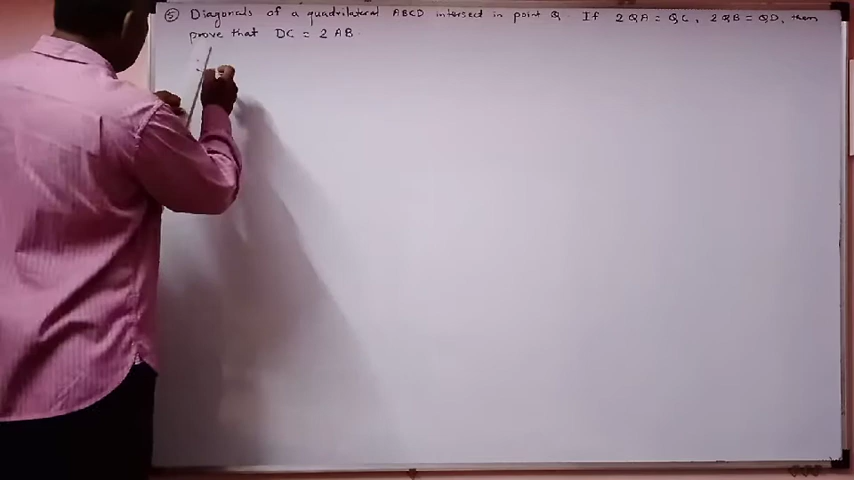 ⑤ Diagonals of a quadrilateral ABCD intersect in point Q. If 2QA = QC, 2QB = QD, then
prove that DC = 2AB.